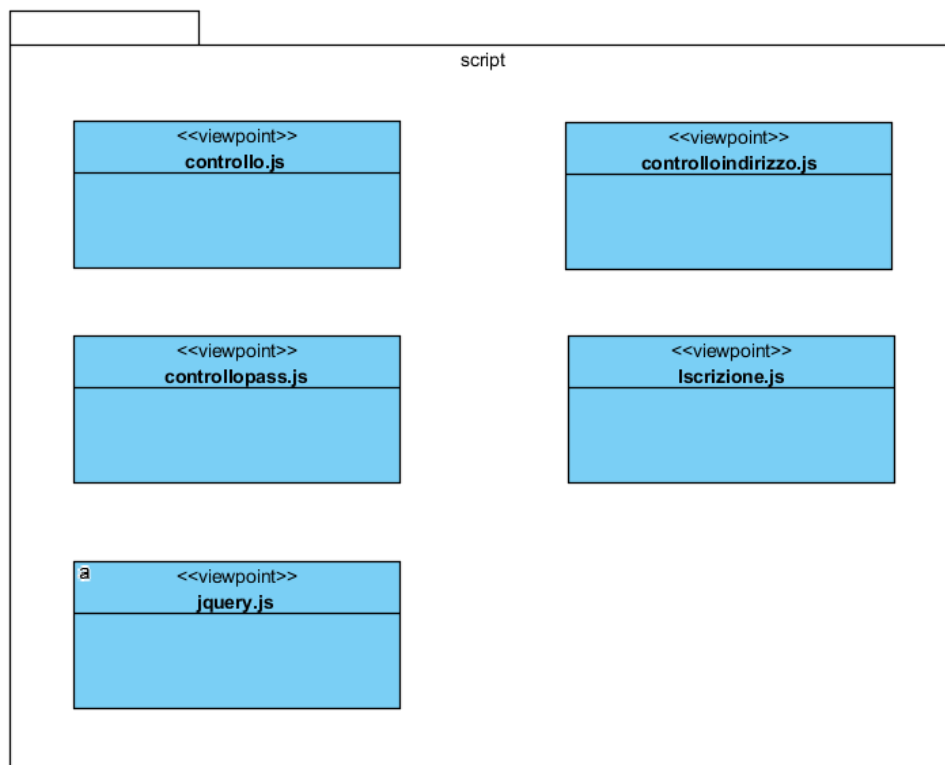 script
<<viewpoint>>
controllo.js
<<viewpoint>>
controlloindirizzo.js
<<viewpoint>>
controllopass.js
<<viewpoint>>
Iscrizione.js
a
<<viewpoint>>
jquery.js